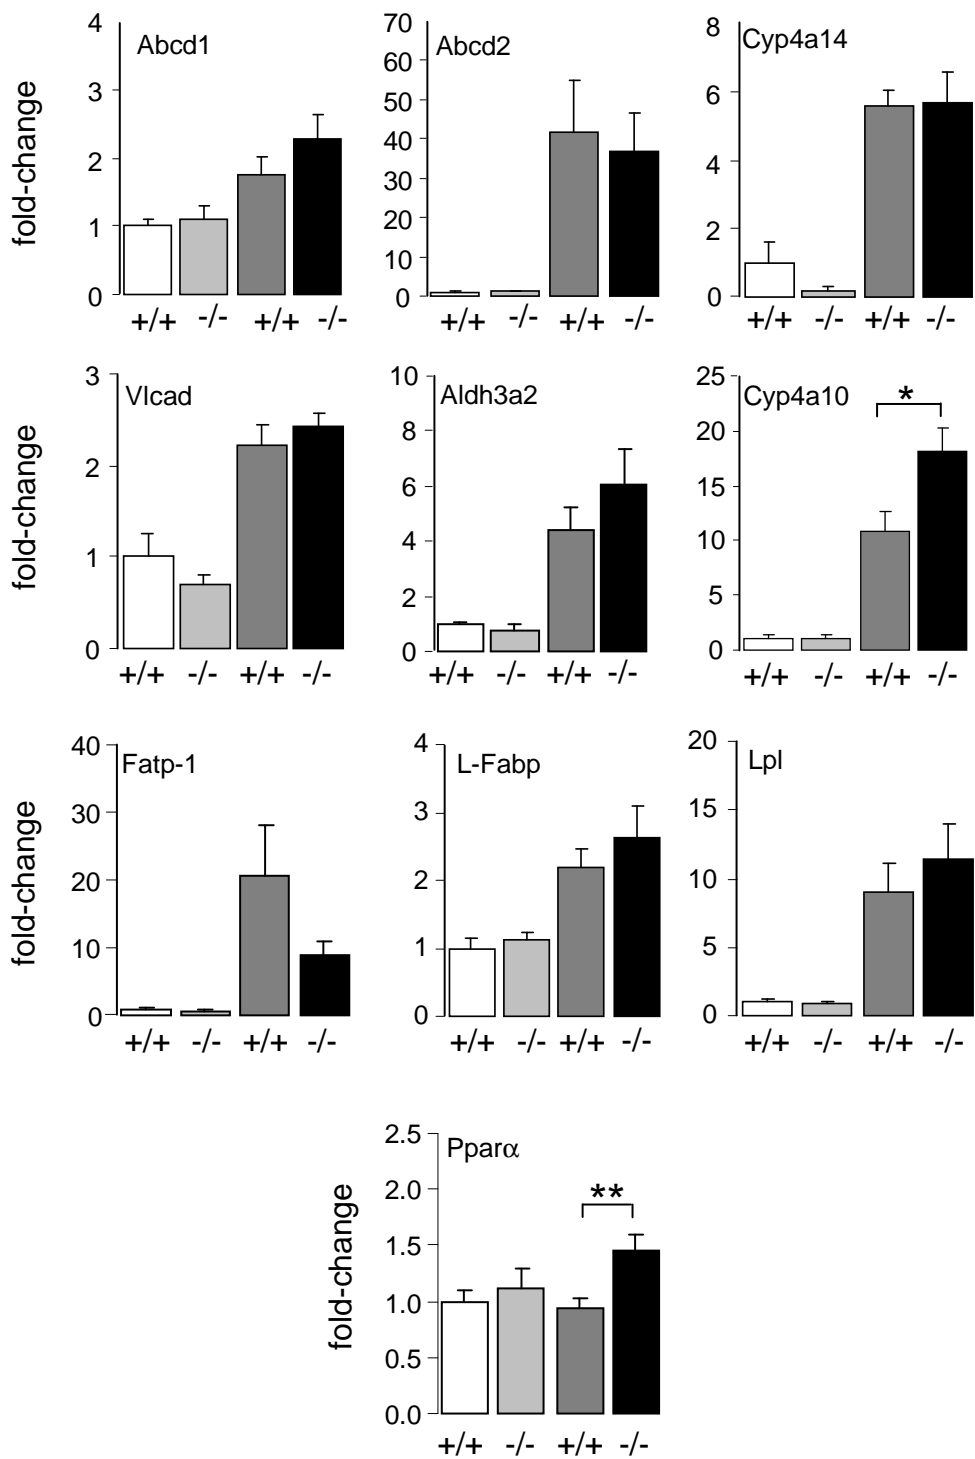 Abcd1
4
3
2
1
0
fold-change
+/+ -/- +/+ -/-
Abcd2
70
60
50
40
30
20
10
0
+/+ -/- +/+ -/-
Cyp4a14
8
6
4
2
0
+/+ -/- +/+ -/-
Vlcad
3
2
1
0
fold-change
+/+ -/- +/+ -/-
Aldh3a2
10
8
6
4
2
0
+/+ -/- +/+ -/-
Cyp4a10
25
20
15
10
5
0
*
+/+ -/- +/+ -/-
Fatp-1
40
30
20
10
0
fold-change
+/+ -/- +/+ -/-
L-Fabp
4
3
2
1
0
+/+ -/- +/+ -/-
Lpl
20
15
10
5
0
+/+ -/- +/+ -/-
Pparα
2.5
2.0
1.5
1.0
0.5
0.0
fold-change
**
+/+ -/- +/+ -/-